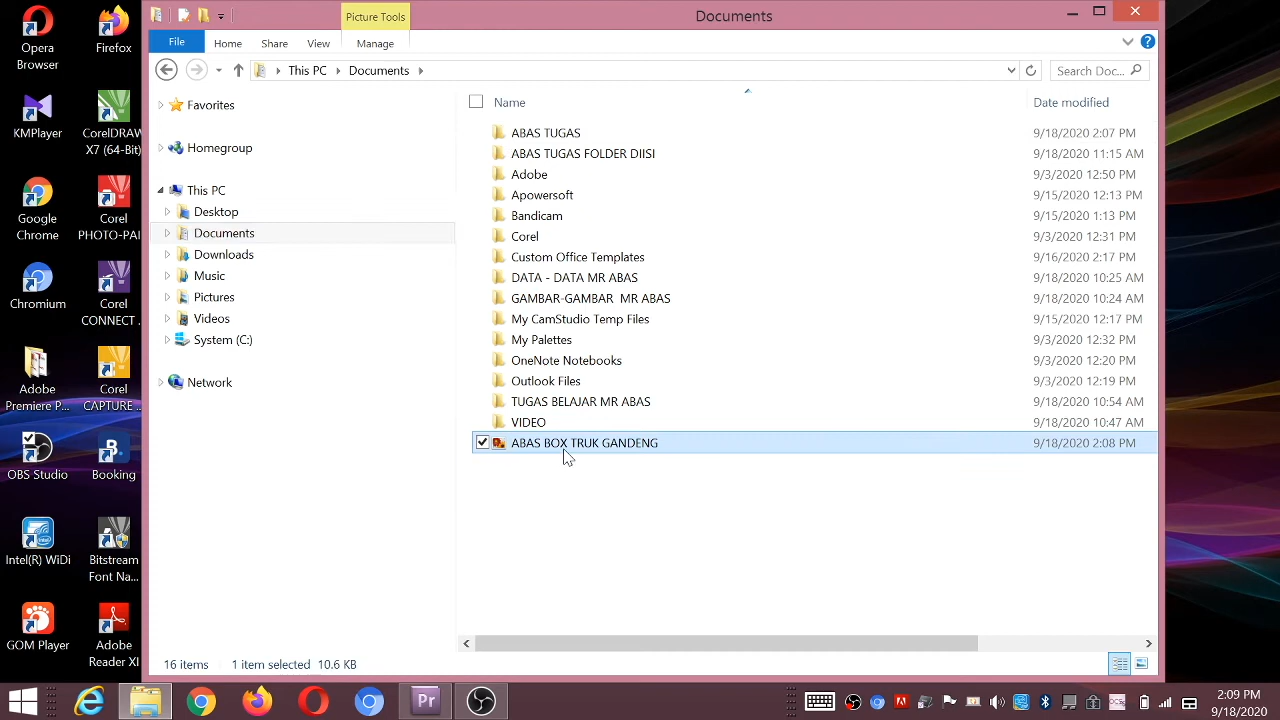 Opera
Browser
Firefox
KMPlayer
CorelDRAW
X7 (64-Bit)
Google
Chrome
Corel
PHOTO-PAI
Chromium
Corel
CONNECT ...
Adobe
Premiere P...
Corel
CAPTURE ...
OBS Studio
B.
Booking
Intel(R) WiDi
Bitstream
Font Na...
GOM Player
Adobe
Reader XI
Picture Tools
Documents
File
Home
Share
View
Manage
This PC
Documents
Search Doc...
Favorites
Homegroup
This PC
Desktop
Documents
Downloads
Music
Pictures
Videos
System (C:)
Network
Name
Date modified
ABAS TUGAS
9/18/2020 2:07 PM
ABAS TUGAS FOLDER DIISI
9/18/2020 11:15 AM
Adobe
9/3/2020 12:50 PM
Apowersoft
9/15/2020 12:13 PM
Bandicam
9/15/2020 1:13 PM
Corel
9/3/2020 12:31 PM
Custom Office Templates
9/16/2020 2:17 PM
DATA - DATA MR ABAS
9/18/2020 10:25 AM
GAMBAR-GAMBAR  MR ABAS
9/18/2020 10:24 AM
My CamStudio Temp Files
9/15/2020 12:17 PM
My Palettes
9/3/2020 12:32 PM
OneNote Notebooks
9/3/2020 12:20 PM
Outlook Files
9/3/2020 12:19 PM
TUGAS BELAJAR MR ABAS
9/18/2020 10:54 AM
VIDEO
9/18/2020 10:47 AM
ABAS BOX TRUK GANDENG
9/18/2020 2:08 PM
16 items
1 item selected
10.6 KB
Pr
2:09 PM
9/18/2020